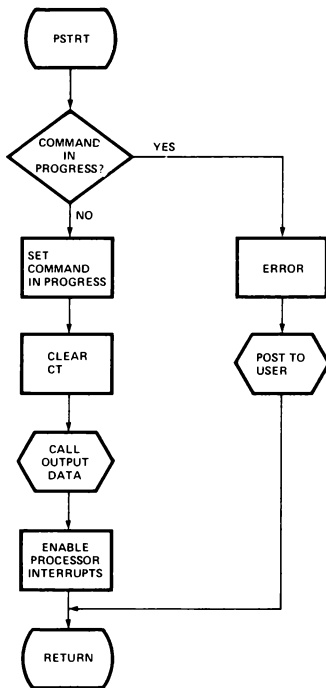 PSTRT
COMMAND
IN
PROGRESS?
YES
NO
SET
COMMAND
IN PROGRESS
ERROR
CLEAR
CT
POST TO
USER
CALL
OUTPUT
DATA
ENABLE
PROCESSOR
INTERRUPTS
RETURN